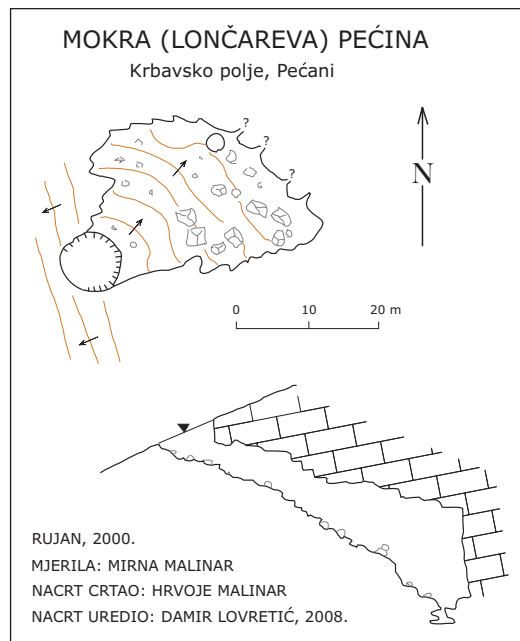 MOKRA (LONČAREVA) PEĆINA
Krbavsko polje, Pećani
?
?
?
N
0 10 20 m
RUJAN, 2000.
MJERILA: MIRNA MALINAR
NACRT CRTAO: HRVOJE MALINAR
NACRT UREDIO: DAMIR LOVRETIĆ, 2008.